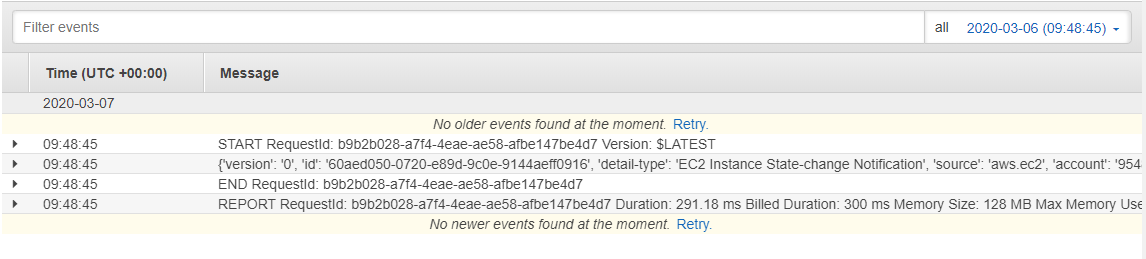 Filter events all 2020-03-06 (09:48:45)
Time (UTC +00:00) Message
2020-03-07
No older events found at the moment. Retry.
09:48:45 START RequestId: b9b2b028-a7f4-4eae-ae58-afbe147be4d7 Version: $LATEST
09:48:45 {'version': '0', 'id': '60aed050-0720-e89d-9c0e-9144aeff0916', 'detail-type': 'EC2 Instance State-change Notification', 'source': 'aws.ec2', 'account': '954
09:48:45 END RequestId: b9b2b028-a7f4-4eae-ae58-afbe147be4d7
09:48:45 REPORT RequestId: b9b2b028-a7f4-4eae-ae58-afbe147be4d7 Duration: 291.18 ms Billed Duration: 300 ms Memory Size: 128 MB Max Memory Use
No newer events found at the moment. Retry.